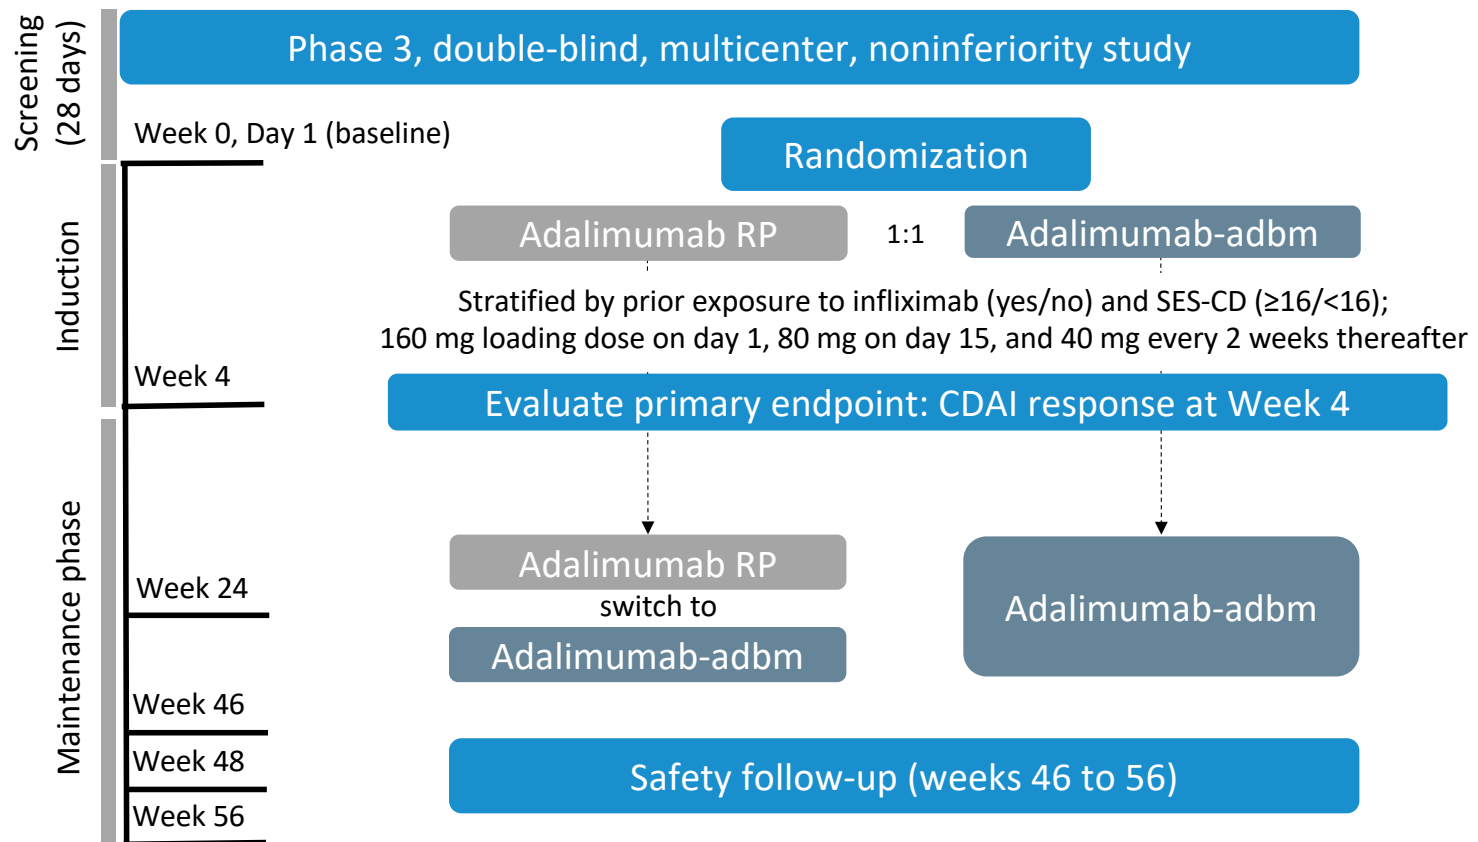 Screening
(28 days)
Phase 3, double-blind, multicenter, noninferiority study
Week 0, Day 1 (baseline)
Randomization
Induction
Adalimumab RP
1:1
Adalimumab-adbm
Stratified by prior exposure to infliximab (yes/no) and SES-CD (≥16/<16);
160 mg loading dose on day 1, 80 mg on day 15, and 40 mg every 2 weeks thereafter
Week 4
Evaluate primary endpoint: CDAI response at Week 4
Maintenance phase
Adalimumab RP
switch to
Adalimumab-adbm
Adalimumab-adbm
Week 24
Week 46
Week 48
Safety follow-up (weeks 46 to 56)
Week 56